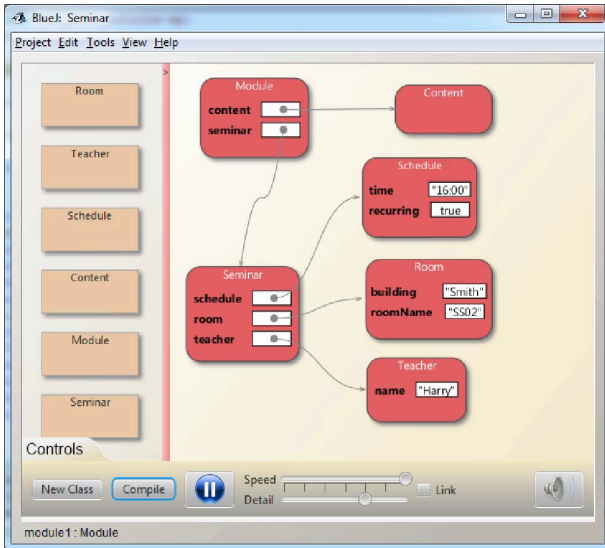 BlueJ: Seminar
Project Edit Tools View Help
Room
Teacher
Schedule
Content
Module
Seminar
Module
content
seminar
Content
Schedule
time "16:00"
recurring true
Seminar
schedule
room
teacher
Room
building "Smith"
roomName "SS02"
Teacher
name "Harry"
Controls
New Class Compile Speed
Detail
Link
module1 : Module